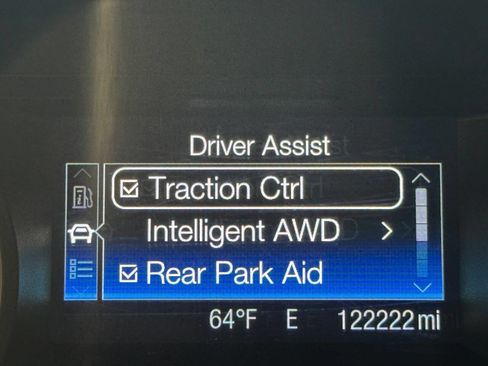 Driver Assist
Traction Ctrl
Intelligent AWD >
Rear Park Aid
64°F E 122222 mi